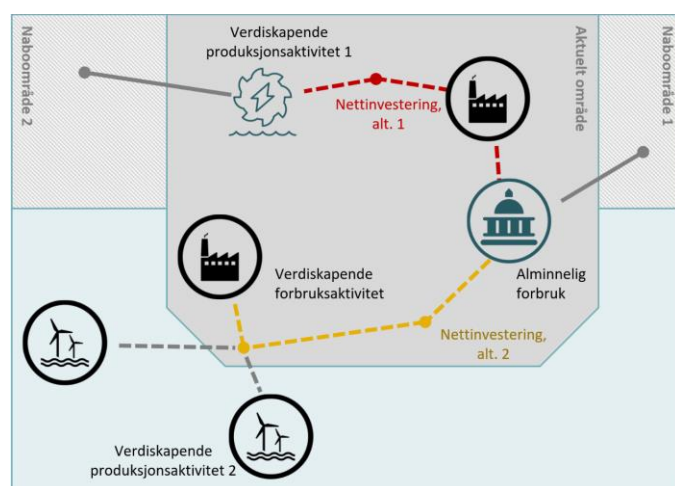 Naboområde 2
Verdiskapende
produksjonsaktivitet 1
Nettinvestering,
alt. 1
Aktuelt område
Naboområde 1
Verdiskapende
forbruksaktivitet
Alminnelig
forbruk
Nettinvestering,
alt. 2
Verdiskapende
produksjonsaktivitet 2